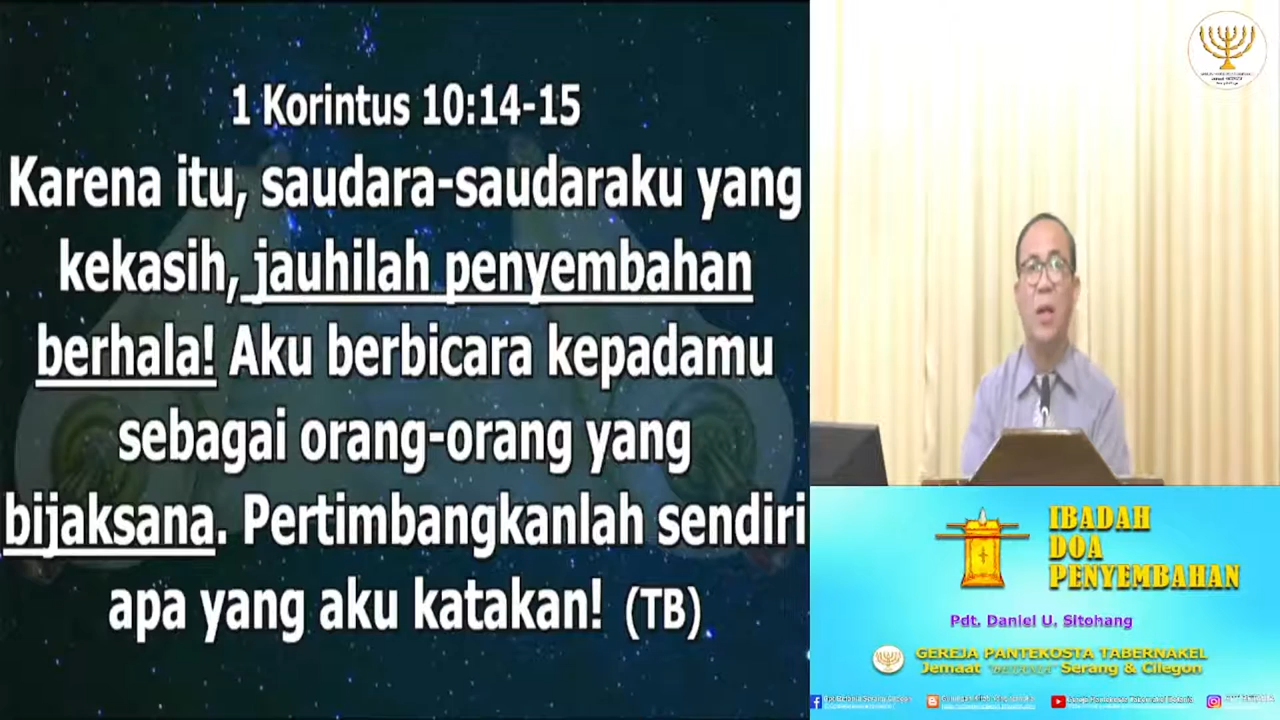 1 Korintus 10:14-15
Karena itu, saudara-saudaraku yang
kekasih, jauhilah penyembahan
berhala! Aku berbicara kepadamu
sebagai orang-orang yang
bijaksana. Pertimbangkanlah sendiri
apa yang aku katakan! (TB)
IBADAH
DOA
PENYEMBAHAN
Pdt. Daniel U. Sitohang
GEREJA PANTEKOSTA TABERNAKEL
Jemaat "BETANIA" Serang & Cilegon